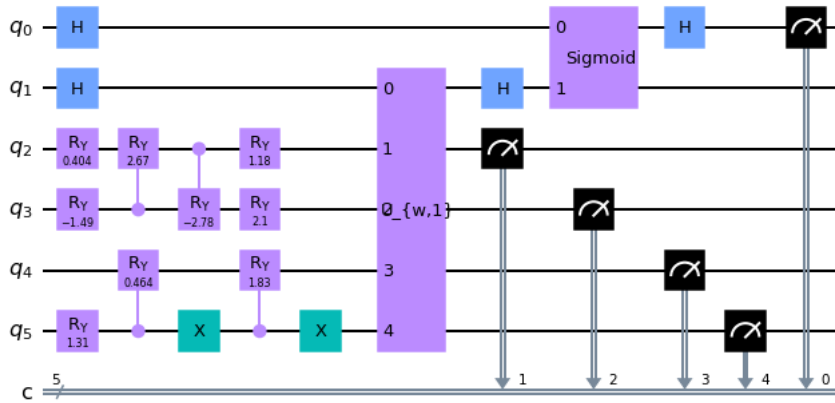 q0 H 0 Sigmoid H
q1 H 0 H 1
q2 RY 0.404 RY 2.67 RY 1.18 1
q3 RY −1.49 RY −2.78 RY 2.1 _{w,1}
q4 RY 0.464 RY 1.83 3
q5 RY 1.31 X X 4
c 5 1 2 3 4 0